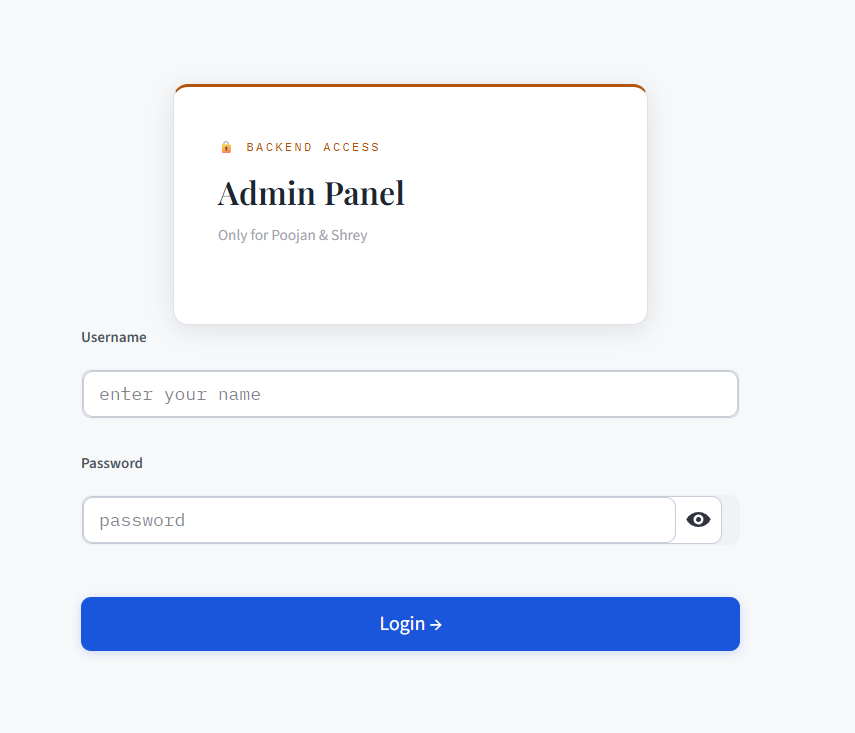 🔒 BACKEND ACCESS
Admin Panel
Only for Poojan & Shrey
Username
enter your name
Password
password
Login →